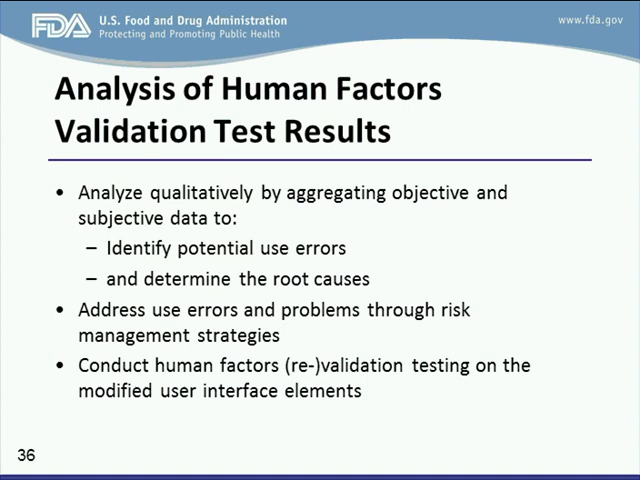 FDA U.S. Food and Drug Administration
Protecting and Promoting Public Health
www.fda.gov
Analysis of Human Factors
Validation Test Results
• Analyze qualitatively by aggregating objective and
subjective data to:
– Identify potential use errors
– and determine the root causes
• Address use errors and problems through risk
management strategies
• Conduct human factors (re-)validation testing on the
modified user interface elements
36